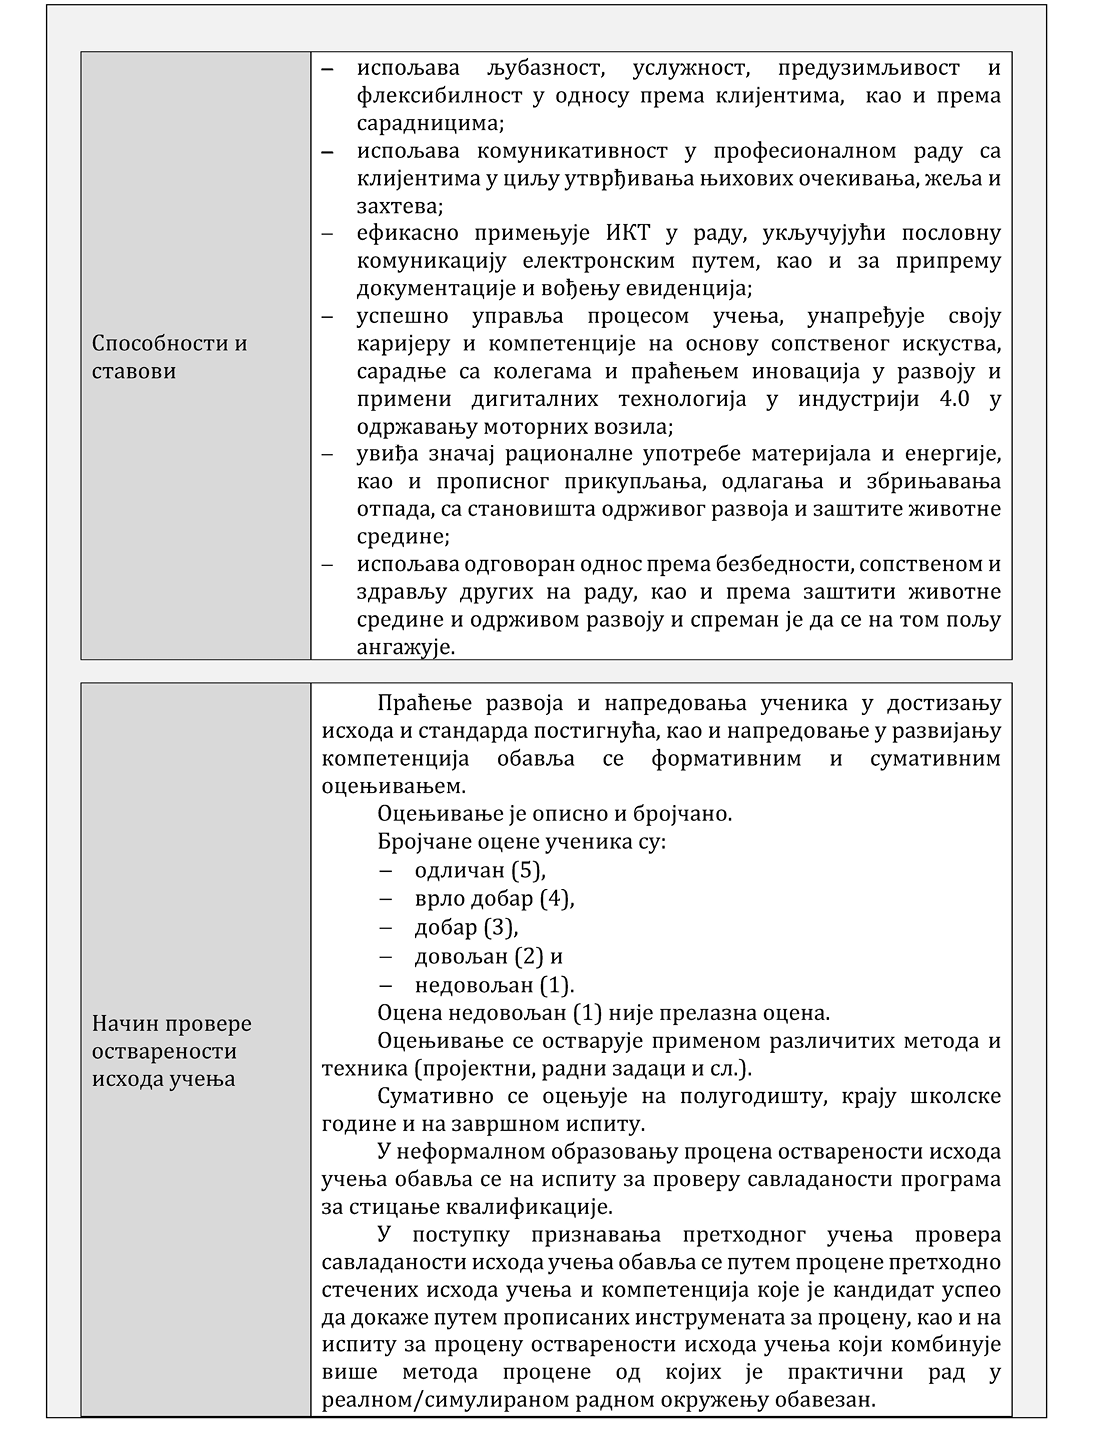 Способности и
ставови
– испољава љубазност, услужност, предузимљивост и
флексибилност у односу према клијентима, као и према
сарадницима;
– испољава комуникативност у професионалном раду са
клијентима у циљу утврђивања њихових очекивања, жеља и
захтева;
– ефикасно примењује ИКТ у раду, укључујући пословну
комуникацију електронским путем, као и за припрему
документације и вођењу евиденција;
– успешно управља процесом учења, унапређује своју
каријеру и компетенције на основу сопственог искуства,
сарадње са колегама и праћењем иновација у развоју и
примени дигиталних технологија у индустрији 4.0 у
одржавању моторних возила;
– увиђа значај рационалне употребе материјала и енергије,
као и прописног прикупљања, одлагања и збрињавања
отпада, са становишта одрживог развоја и заштите животне
средине;
– испољава одговоран однос према безбедности, сопственом и
здрављу других на раду, као и према заштити животне
средине и одрживом развоју и спреман је да се на том пољу
ангажује.
Начин провере
остварености
исхода учења
Праћење развоја и напредовања ученика у достизању
исхода и стандарда постигнућа, као и напредовање у развијању
компетенција обавља се формативним и сумативним
оцењивањем.
Оцењивање је описно и бројчано.
Бројчане оцене ученика су:
– одличан (5),
– врло добар (4),
– добар (3),
– довољан (2) и
– недовољан (1).
Оцена недовољан (1) није прелазна оцена.
Оцењивање се остварује применом различитих метода и
техника (пројектни, радни задаци и сл.).
Сумативно се оцењује на полугодишту, крају школске
године и на завршном испиту.
У неформалном образовању процена остварености исхода
учења обавља се на испиту за проверу савладаности програма
за стицање квалификације.
У поступку признавања претходног учења провера
савладаности исхода учења обавља се путем процене претходно
стечених исхода учења и компетенција које је кандидат успео
да докаже путем прописаних инструмената за процену, као и на
испиту за процену остварености исхода учења који комбинује
више метода процене од којих је практични рад у
реалном/симулираном радном окружењу обавезан.